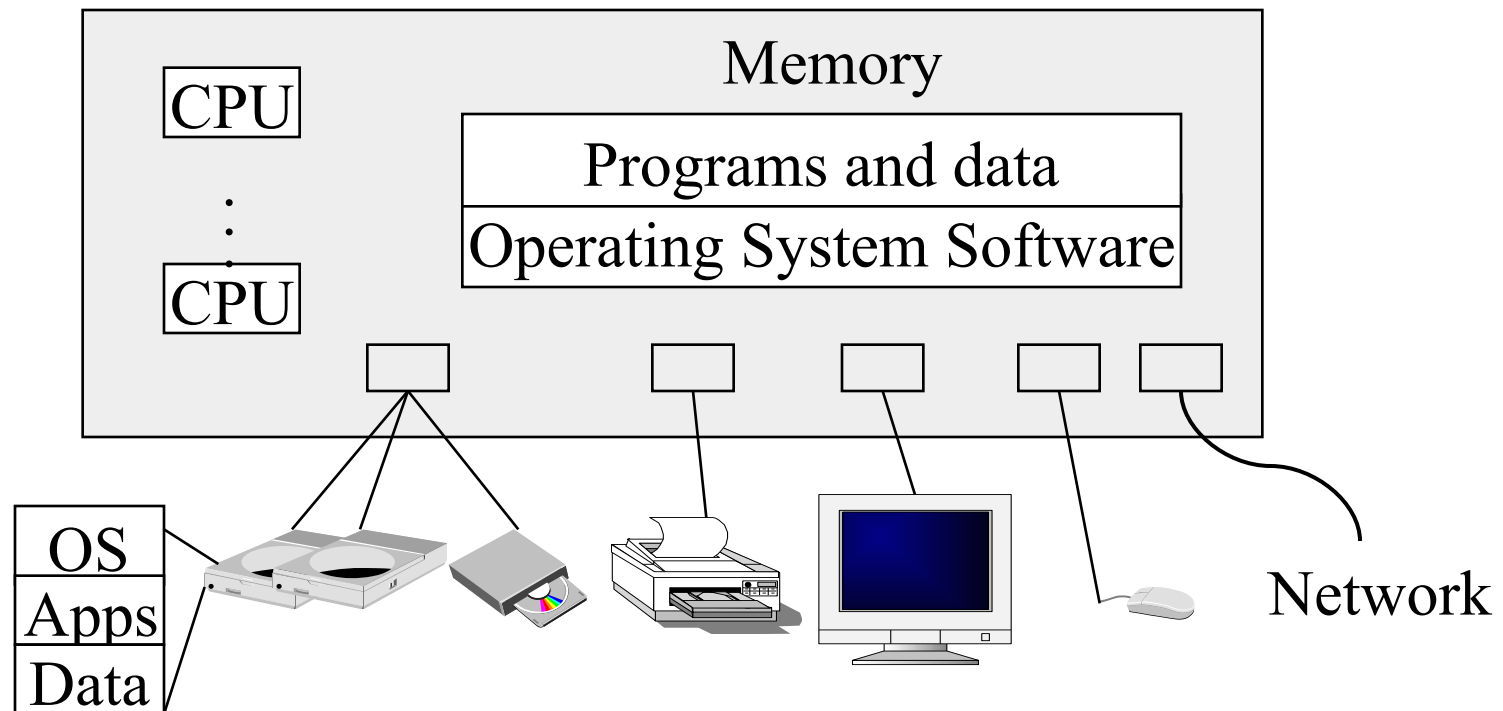 Memory
CPU
Programs and data
.
.
.
Operating System Software
CPU
OS
Apps
Data
Network